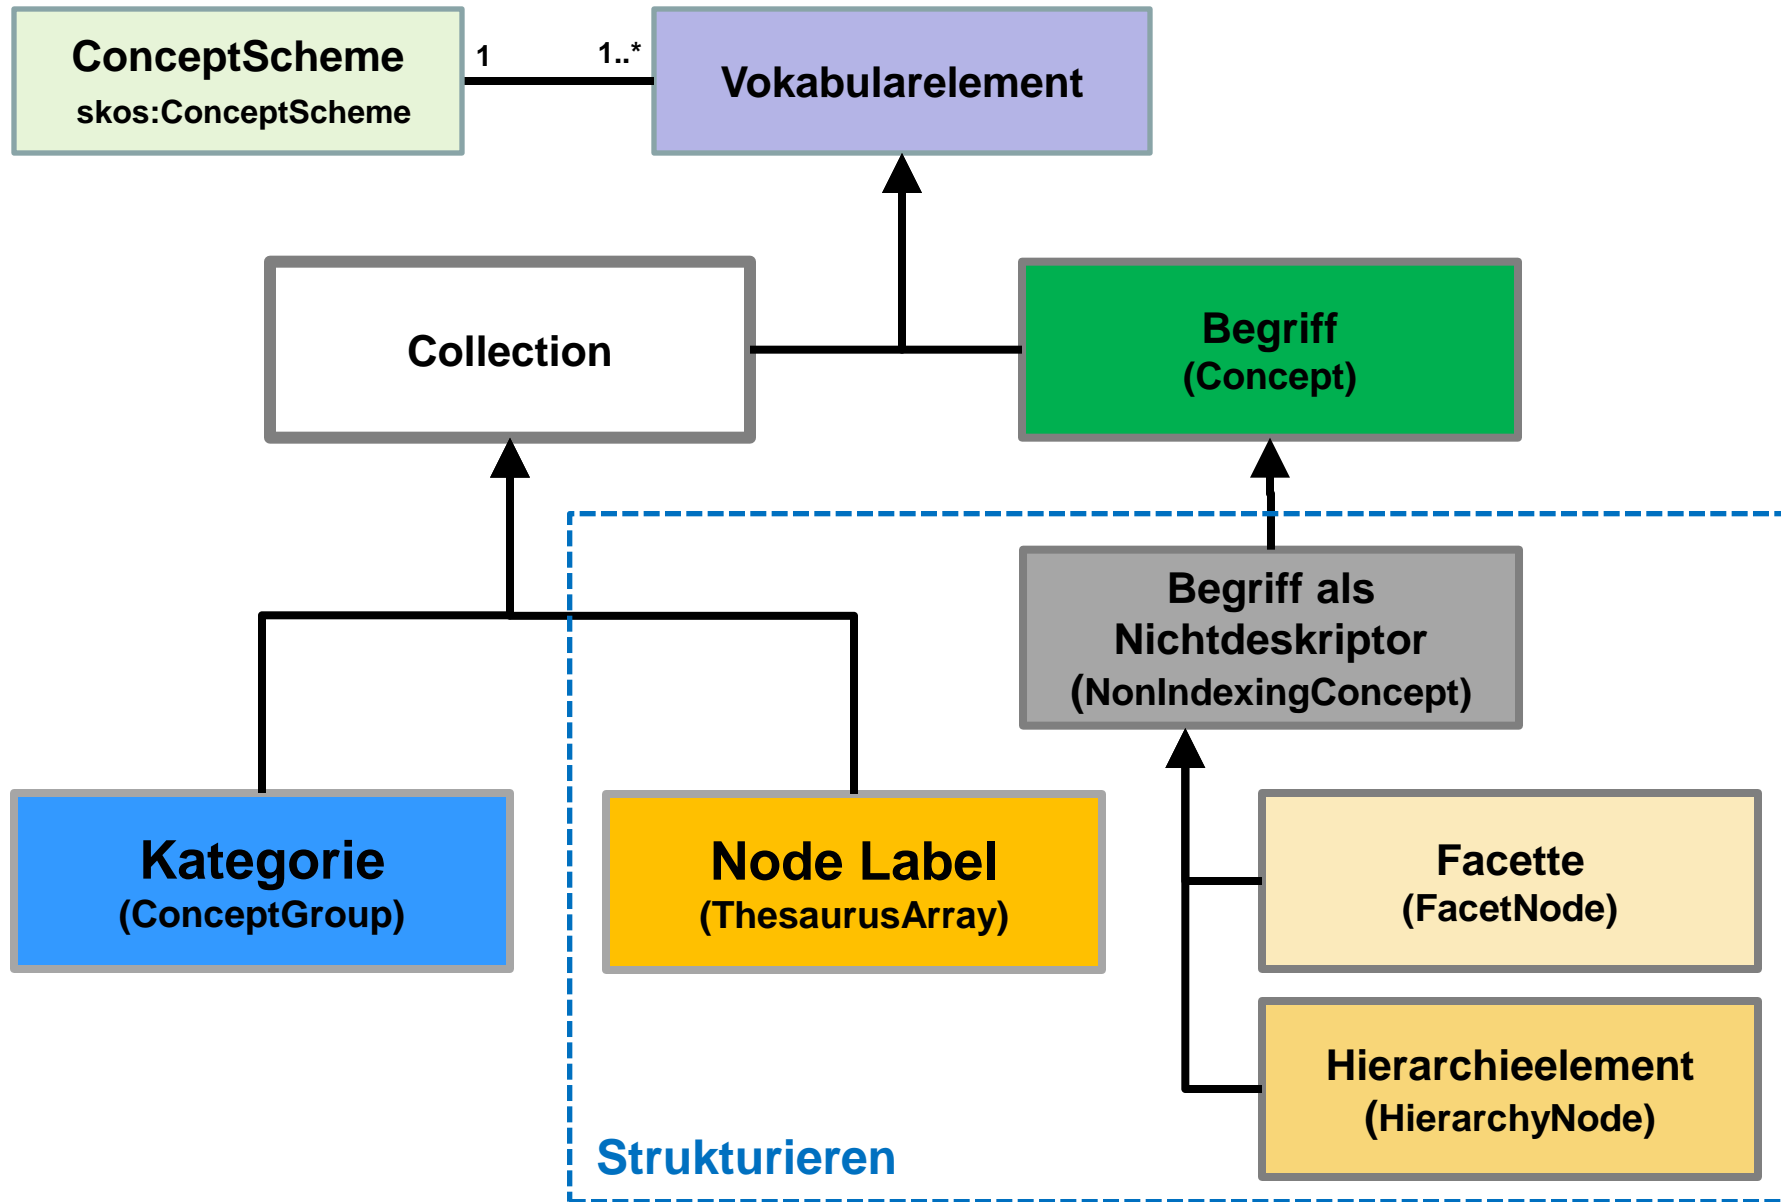 ConceptScheme
skos:ConceptScheme
1
1..*
Vokabularelement
Collection
Begriff
(Concept)
Begriff als
Nichtdeskriptor
(NonIndexingConcept)
Kategorie
(ConceptGroup)
Node Label
(ThesaurusArray)
Facette
(FacetNode)
Hierarchieelement
(HierarchyNode)
Strukturieren